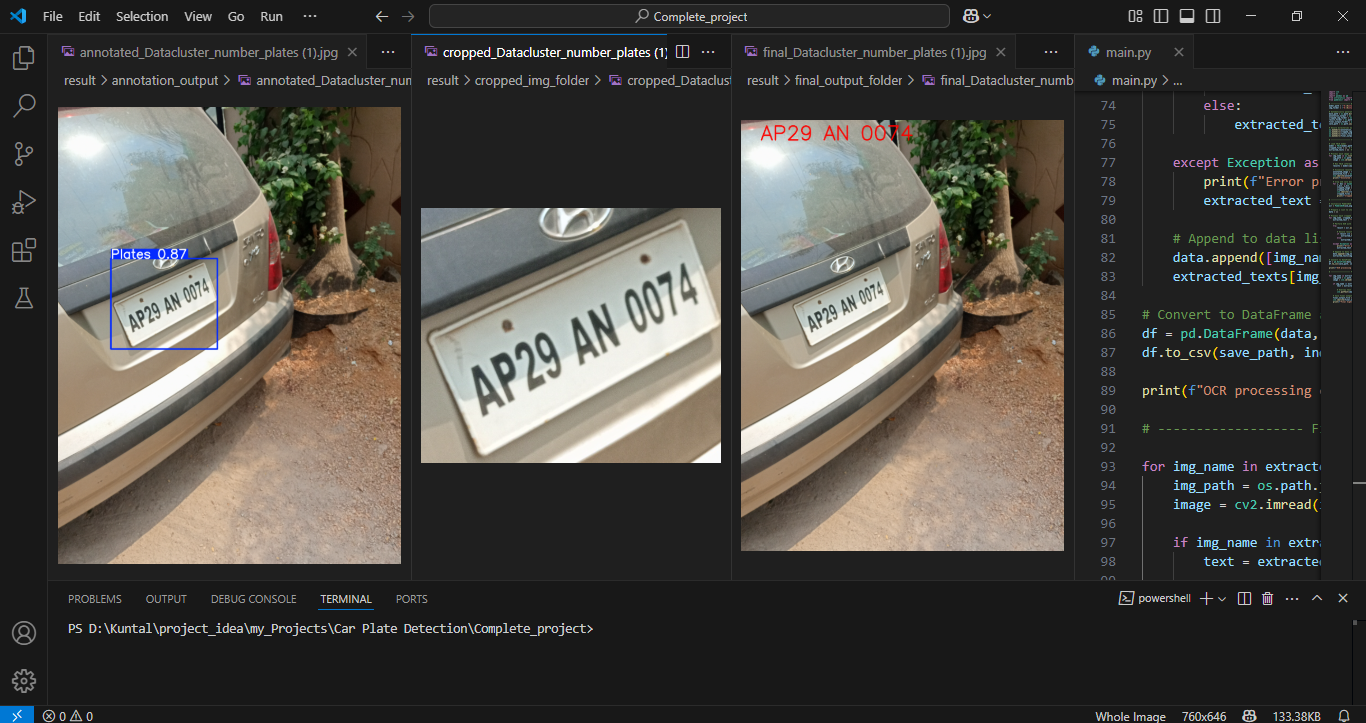 File Edit Selection View Go Run ···
Complete_project
annotated_Datacluster_number_plates (1).jpg
result > annotation_output > annotated_Datacluster_num
Plates 0.87
AP29 AN 0074
cropped_Datacluster_number_plates (1)
result > cropped_img_folder > cropped_Dataclust
AP29 AN 0074
final_Datacluster_number_plates (1).jpg
result > final_output_folder > final_Datacluster_numb
AP29 AN 0074
AP29 AN 0074
main.py
main.py > ...
74
75 else:
extracted_te
76
77 except Exception as
78 print(f"Error pr
79 extracted_text =
80
81 # Append to data li
82 data.append([img_na
83 extracted_texts[img_
84
85 # Convert to DataFrame
86 df = pd.DataFrame(data,
87 df.to_csv(save_path, in
88
89 print(f"OCR processing
90
91 # ------------------- F
92
93 for img_name in extracte
94 img_path = os.path.
95 image = cv2.imread(
96
97 if img_name in extra
98 text = extracte
PROBLEMS OUTPUT DEBUG CONSOLE TERMINAL PORTS
powershell
PS D:\Kuntal\project_idea\my_Projects\Car Plate Detection\Complete_project>
0 0
Whole Image 760x646 133.38KB